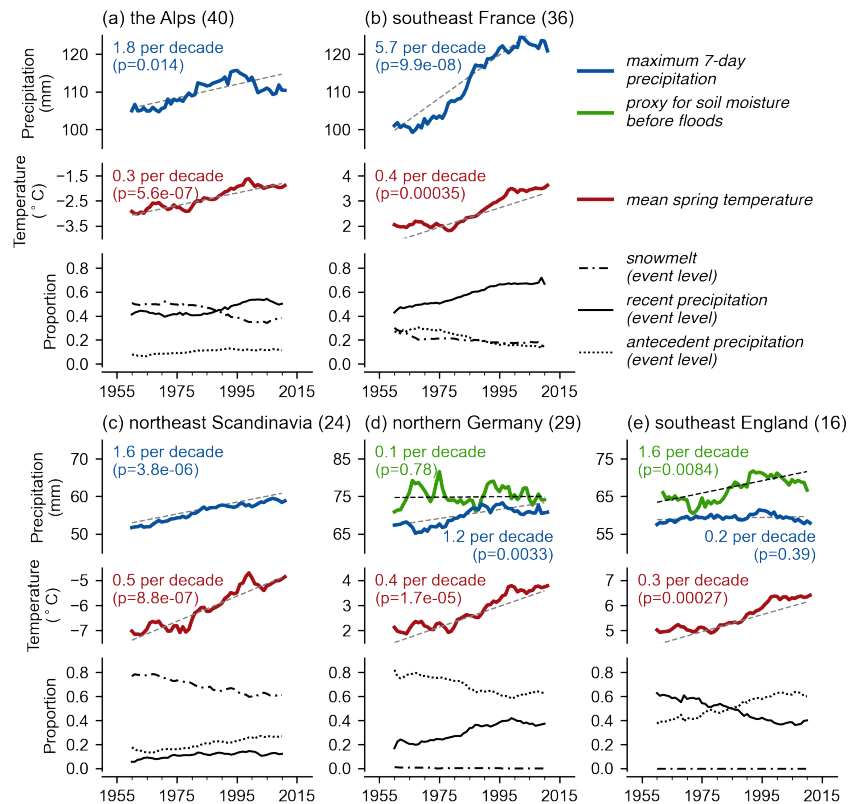 (a) the Alps (40)
(b) southeast France (36)
Precipitation
(mm)
120
110
100
1.8 per decade
(p=0.014)
120
110
100
5.7 per decade
(p=9.9e-08)
maximum 7-day
precipitation
proxy for soil moisture
before floods
Temperature
(°C)
−1.5
−2.5
−3.5
0.3 per decade
(p=5.6e-07)
4
3
2
0.4 per decade
(p=0.00035)
mean spring temperature
Proportion
0.8
0.6
0.4
0.2
0.0
0.8
0.6
0.4
0.2
0.0
snowmelt
(event level)
recent precipitation
(event level)
antecedent precipitation
(event level)
1955 1975 1995 2015
1955 1975 1995 2015
(c) northeast Scandinavia (24)
(d) northern Germany (29)
(e) southeast England (16)
Precipitation
(mm)
70
60
50
1.6 per decade
(p=3.8e-06)
85
75
65
0.1 per decade
(p=0.78)
1.2 per decade
(p=0.0033)
75
65
55
1.6 per decade
(p=0.0084)
0.2 per decade
(p=0.39)
Temperature
(°C)
−5
−6
−7
0.5 per decade
(p=8.8e-07)
4
3
2
0.4 per decade
(p=1.7e-05)
7
6
5
0.3 per decade
(p=0.00027)
Proportion
0.8
0.6
0.4
0.2
0.0
0.8
0.6
0.4
0.2
0.0
0.8
0.6
0.4
0.2
0.0
1955 1975 1995 2015
1955 1975 1995 2015
1955 1975 1995 2015